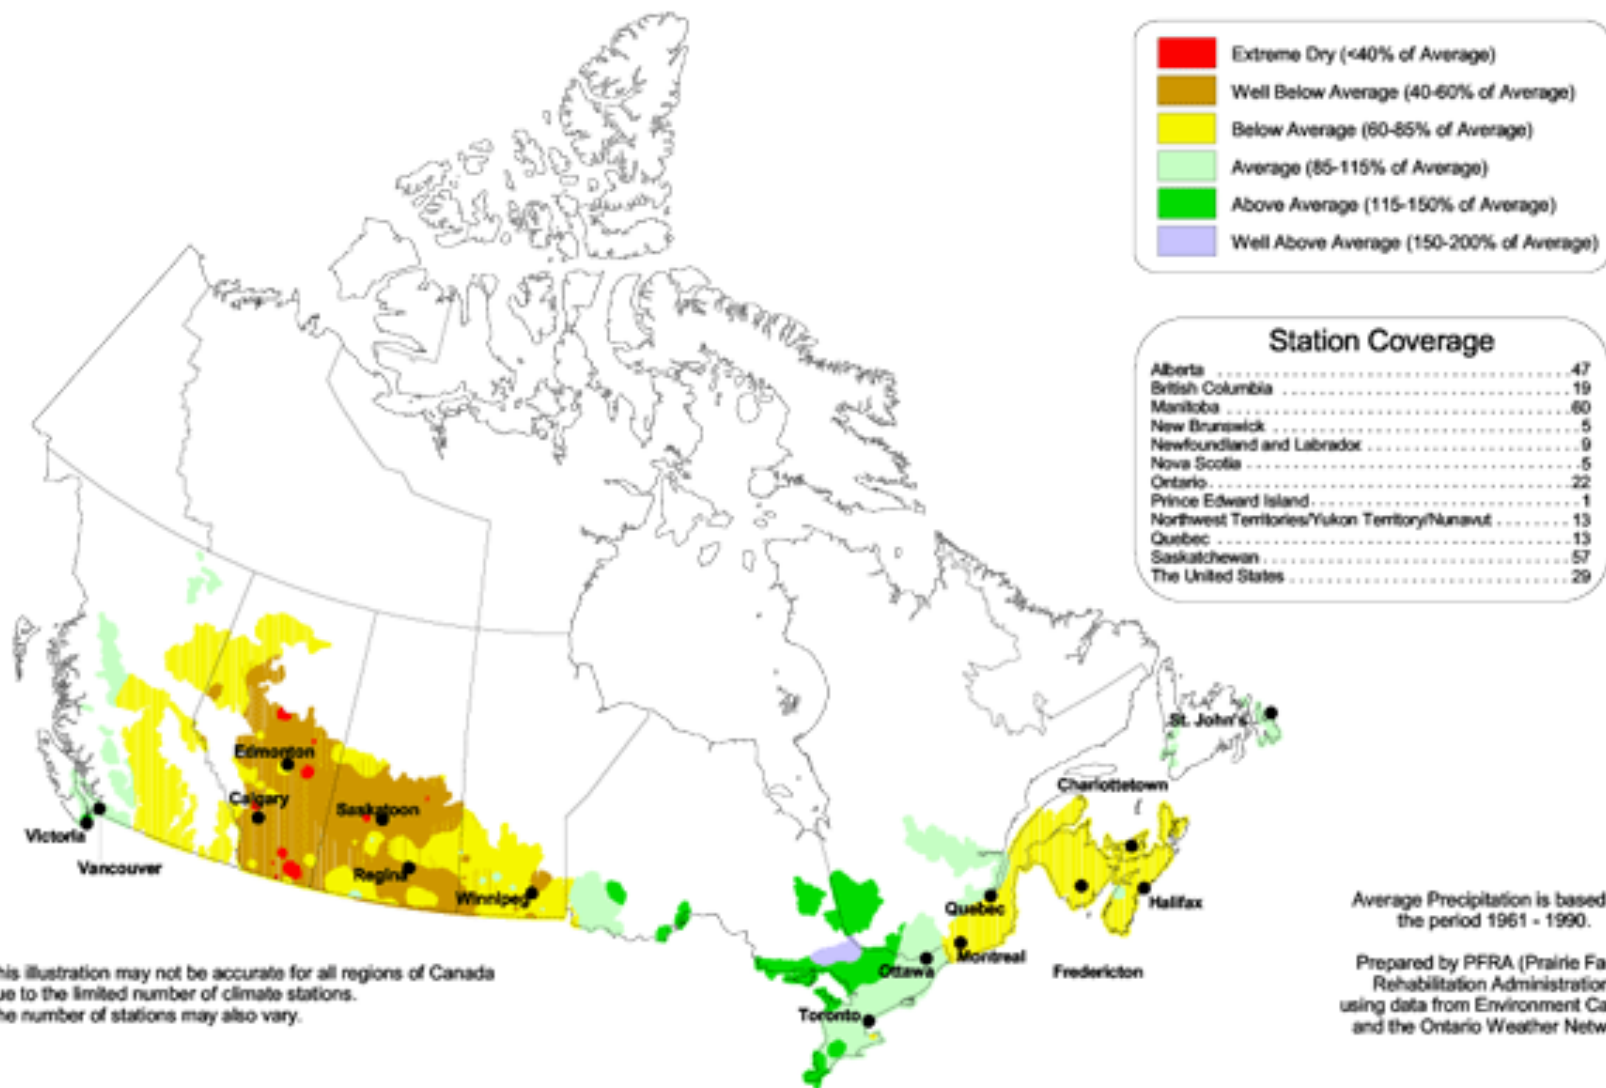 Extreme Dry (<40% of Average)
Well Below Average (40-60% of Average)
Below Average (60-85% of Average)
Average (85-115% of Average)
Above Average (115-150% of Average)
Well Above Average (150-200% of Average)
Station Coverage
Alberta 47
British Columbia 19
Manitoba 60
New Brunswick 5
Newfoundland and Labrador 9
Nova Scotia 5
Ontario 22
Prince Edward Island 1
Northwest Territories/Yukon Territory/Nunavut 13
Quebec 13
Saskatchewan 57
The United States 29
St. John's
Edmonton
Charlottetown
Calgary
Saskatoon
Victoria
Vancouver
Regina
Winnipeg
Quebec
Halifax
Montreal
Ottawa
Fredericton
Toronto
Average Precipitation is based
the period 1961 - 1990.
Prepared by PFRA (Prairie Fa
Rehabilitation Administration
using data from Environment Ca
and the Ontario Weather Netw
his illustration may not be accurate for all regions of Canada
ue to the limited number of climate stations.
he number of stations may also vary.